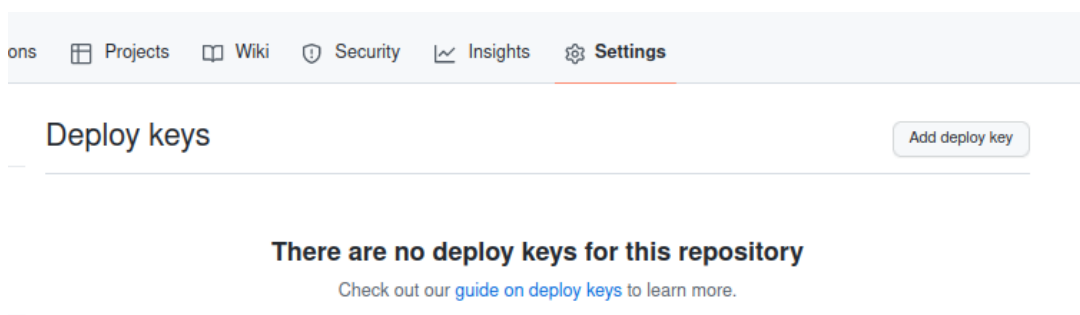 ons Projects Wiki Security Insights Settings
Deploy keys Add deploy key
There are no deploy keys for this repository
Check out our guide on deploy keys to learn more.